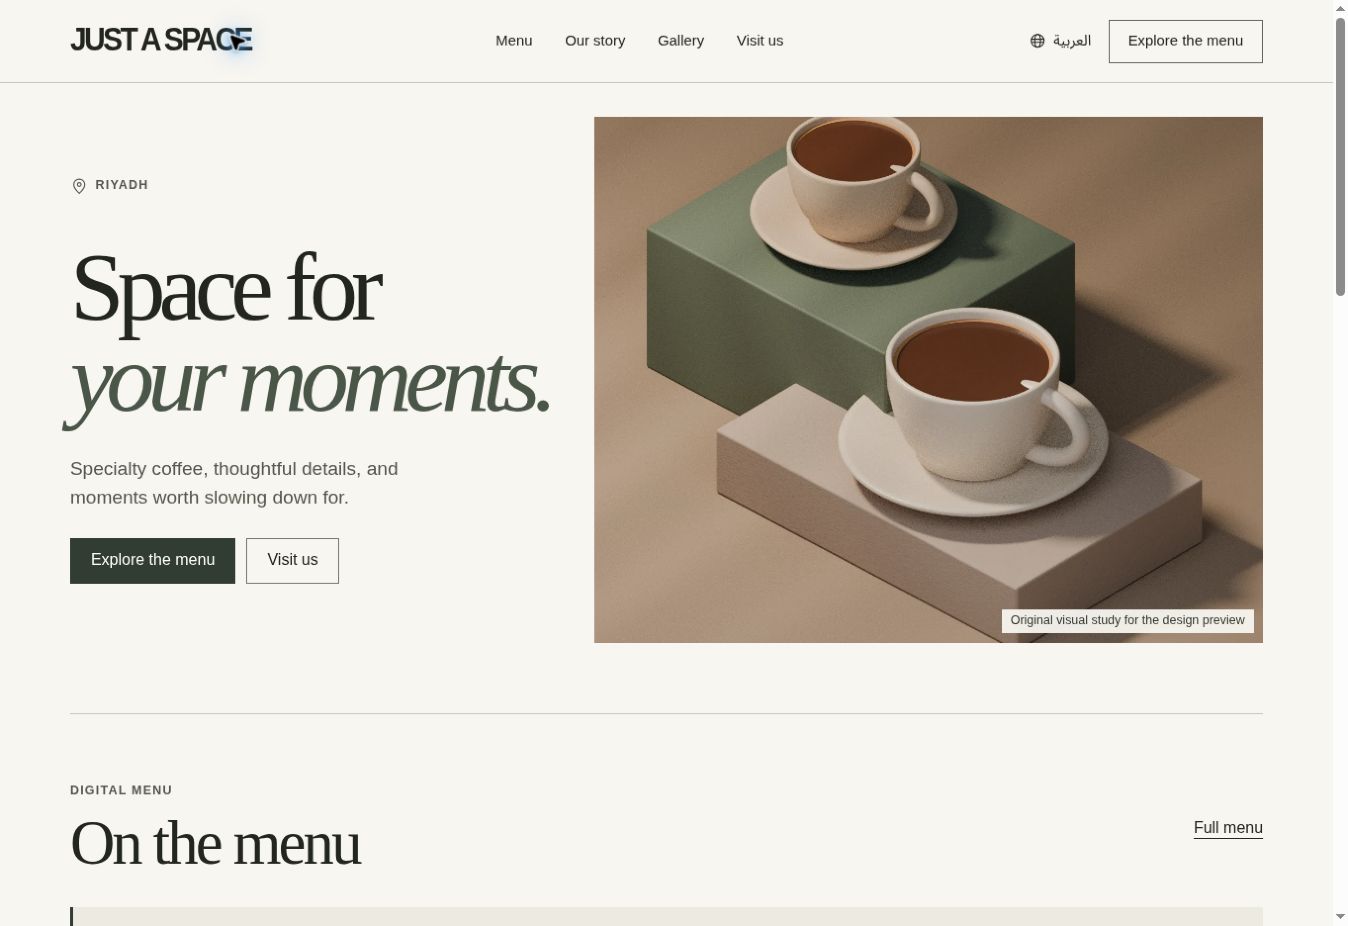 JUST A SPACE
Menu
Our story
Gallery
Visit us
العربية
Explore the menu
RIYADH
Space for
your moments.
Specialty coffee, thoughtful details, and
moments worth slowing down for.
Explore the menu
Visit us
Original visual study for the design preview
DIGITAL MENU
On the menu
Full menu